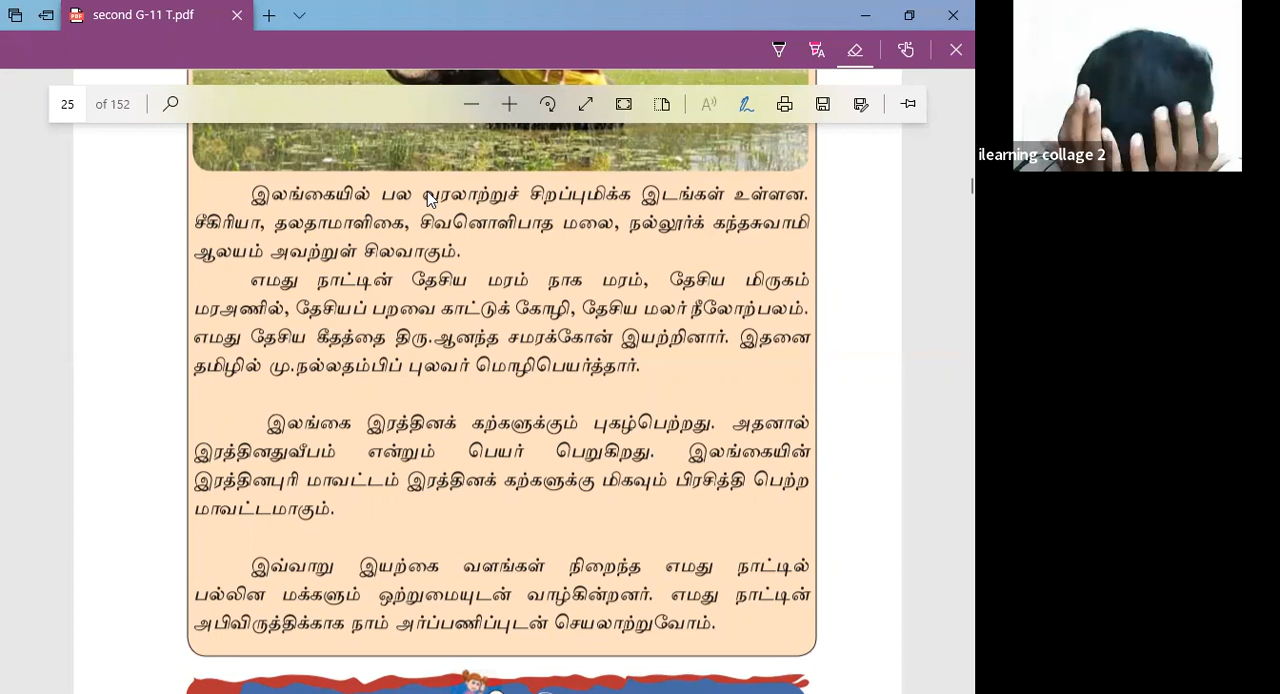 second G-11 T.pdf
25 of 152
ilearning collage 2
இலங்கையில் பல வரலாற்றுச் சிறப்புமிக்க இடங்கள் உள்ளன.
சீகிரியா, தலதாமாளிகை, சிவனொளிபாத மலை, நல்லூர்க் கந்தசுவாமி
ஆலயம் அவற்றுள் சிலவாகும்.
எமது நாட்டின் தேசிய மரம் நாக மரம், தேசிய மிருகம்
மரஅணில், தேசியப் பறவை காட்டுக் கோழி, தேசிய மலர் நீலோற்பலம்.
எமது தேசிய கீதத்தை திரு.ஆனந்த சமரக்கோன் இயற்றினார். இதனை
தமிழில் மு.நல்லதம்பிப் புலவர் மொழிபெயர்த்தார்.
இலங்கை இரத்தினக் கற்களுக்கும் புகழ்பெற்றது. அதனால்
இரத்தினதுவீபம் என்றும் பெயர் பெறுகிறது. இலங்கையின்
இரத்தினபுரி மாவட்டம் இரத்தினக் கற்களுக்கு மிகவும் பிரசித்தி பெற்ற
மாவட்டமாகும்.
இவ்வாறு இயற்கை வளங்கள் நிறைந்த எமது நாட்டில்
பல்லின மக்களும் ஒற்றுமையுடன் வாழ்கின்றனர். எமது நாட்டின்
அபிவிருத்திக்காக நாம் அர்ப்பணிப்புடன் செயலாற்றுவோம்.